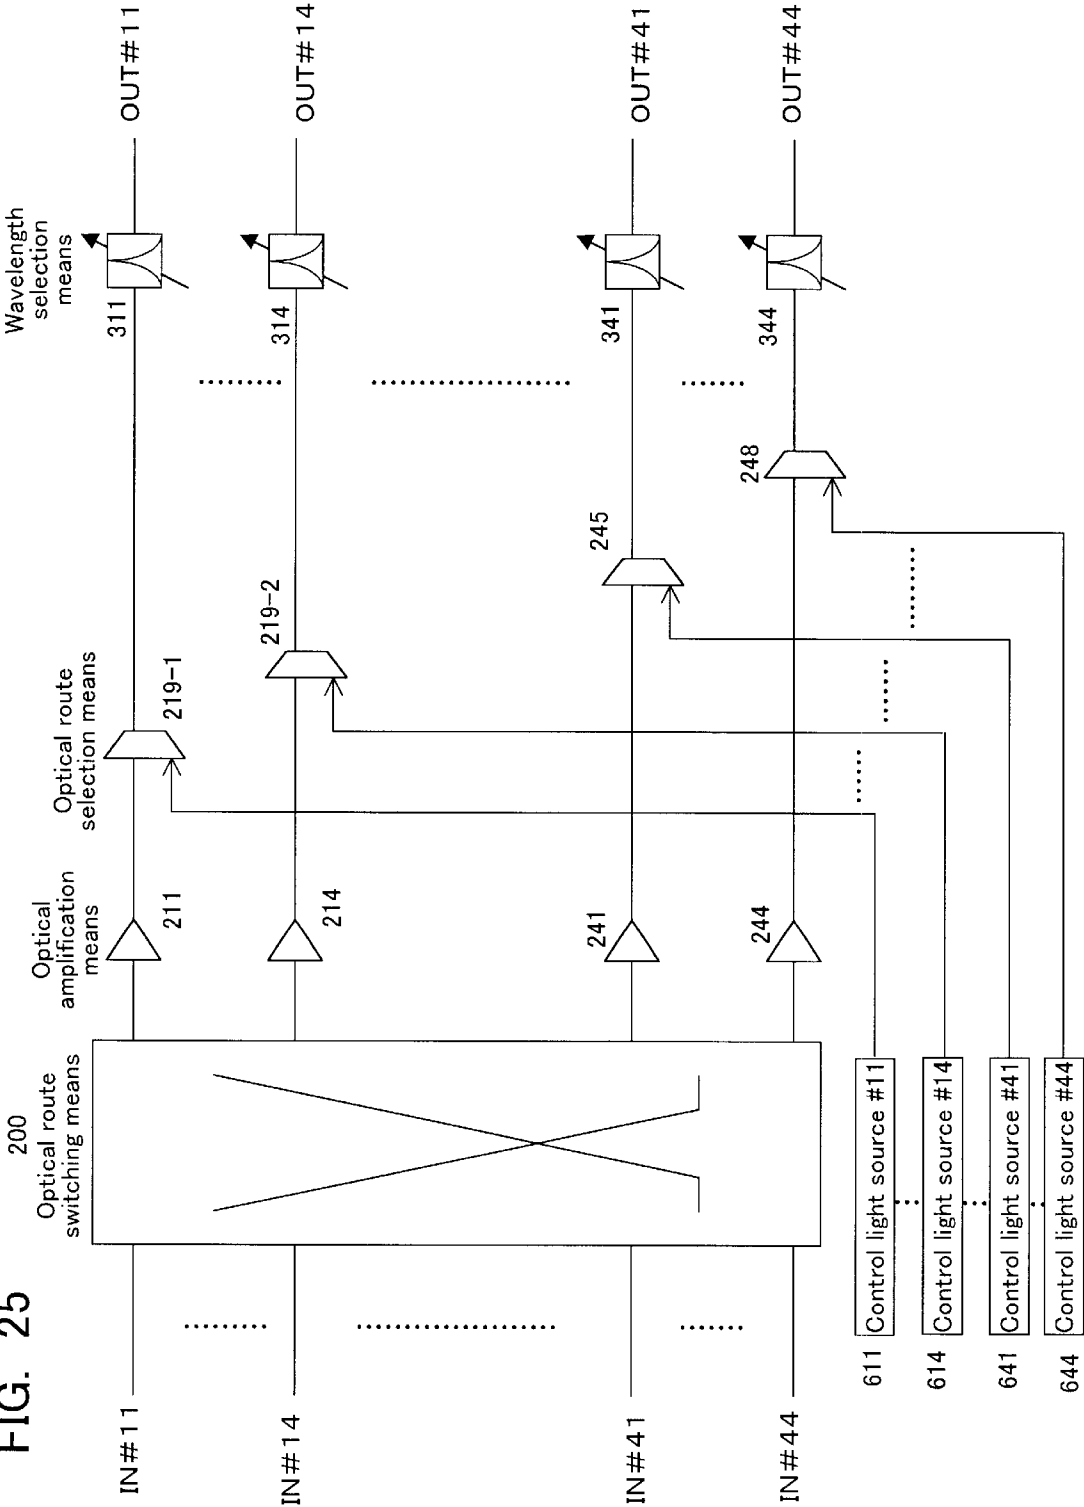 FIG. 25
200
Optical route
switching means
Optical
amplification
means
Optical route
selection means
Wavelength
selection
means
IN#11
211
219-1
311
OUT#11
IN#14
214
219-2
314
OUT#14
IN#41
241
245
341
OUT#41
IN#44
244
248
344
OUT#44
611
Control light source #11
614
Control light source #14
641
Control light source #41
644
Control light source #44